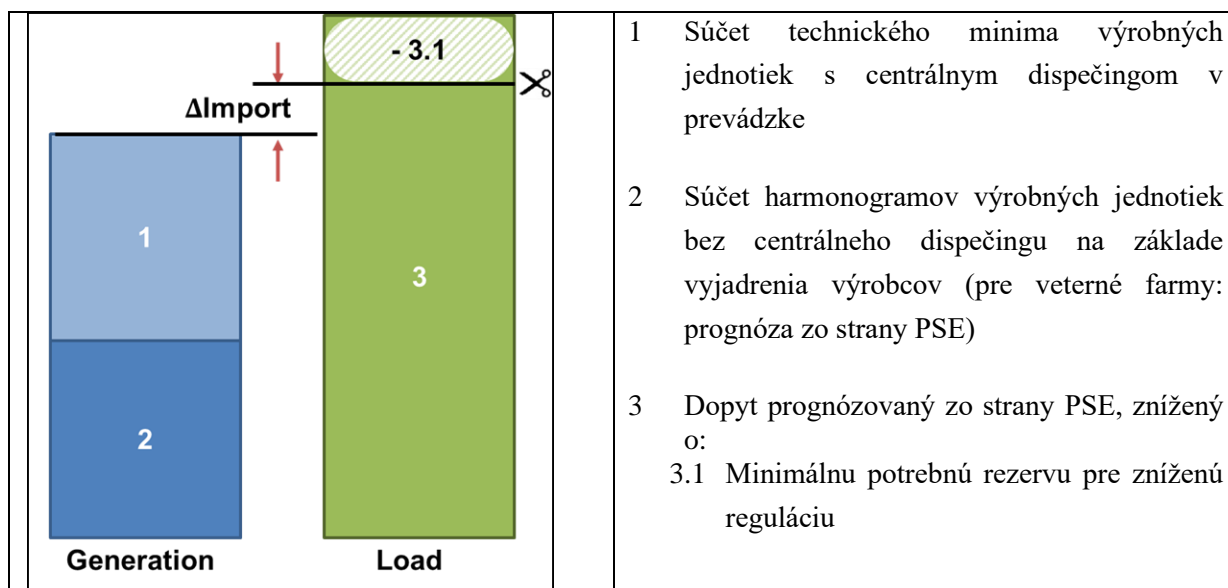 - 3.1
ΔImport
1
3
2
Generation
Load
1 Súčet technického minima výrobných
jednotiek s centrálnym dispečingom v
prevádzke
2 Súčet harmonogramov výrobných jednotiek
bez centrálneho dispečingu na základe
vyjadrenia výrobcov (pre veterné farmy:
prognóza zo strany PSE)
3 Dopyt prognózovaný zo strany PSE, znížený
o:
3.1 Minimálnu potrebnú rezervu pre zníženú
reguláciu